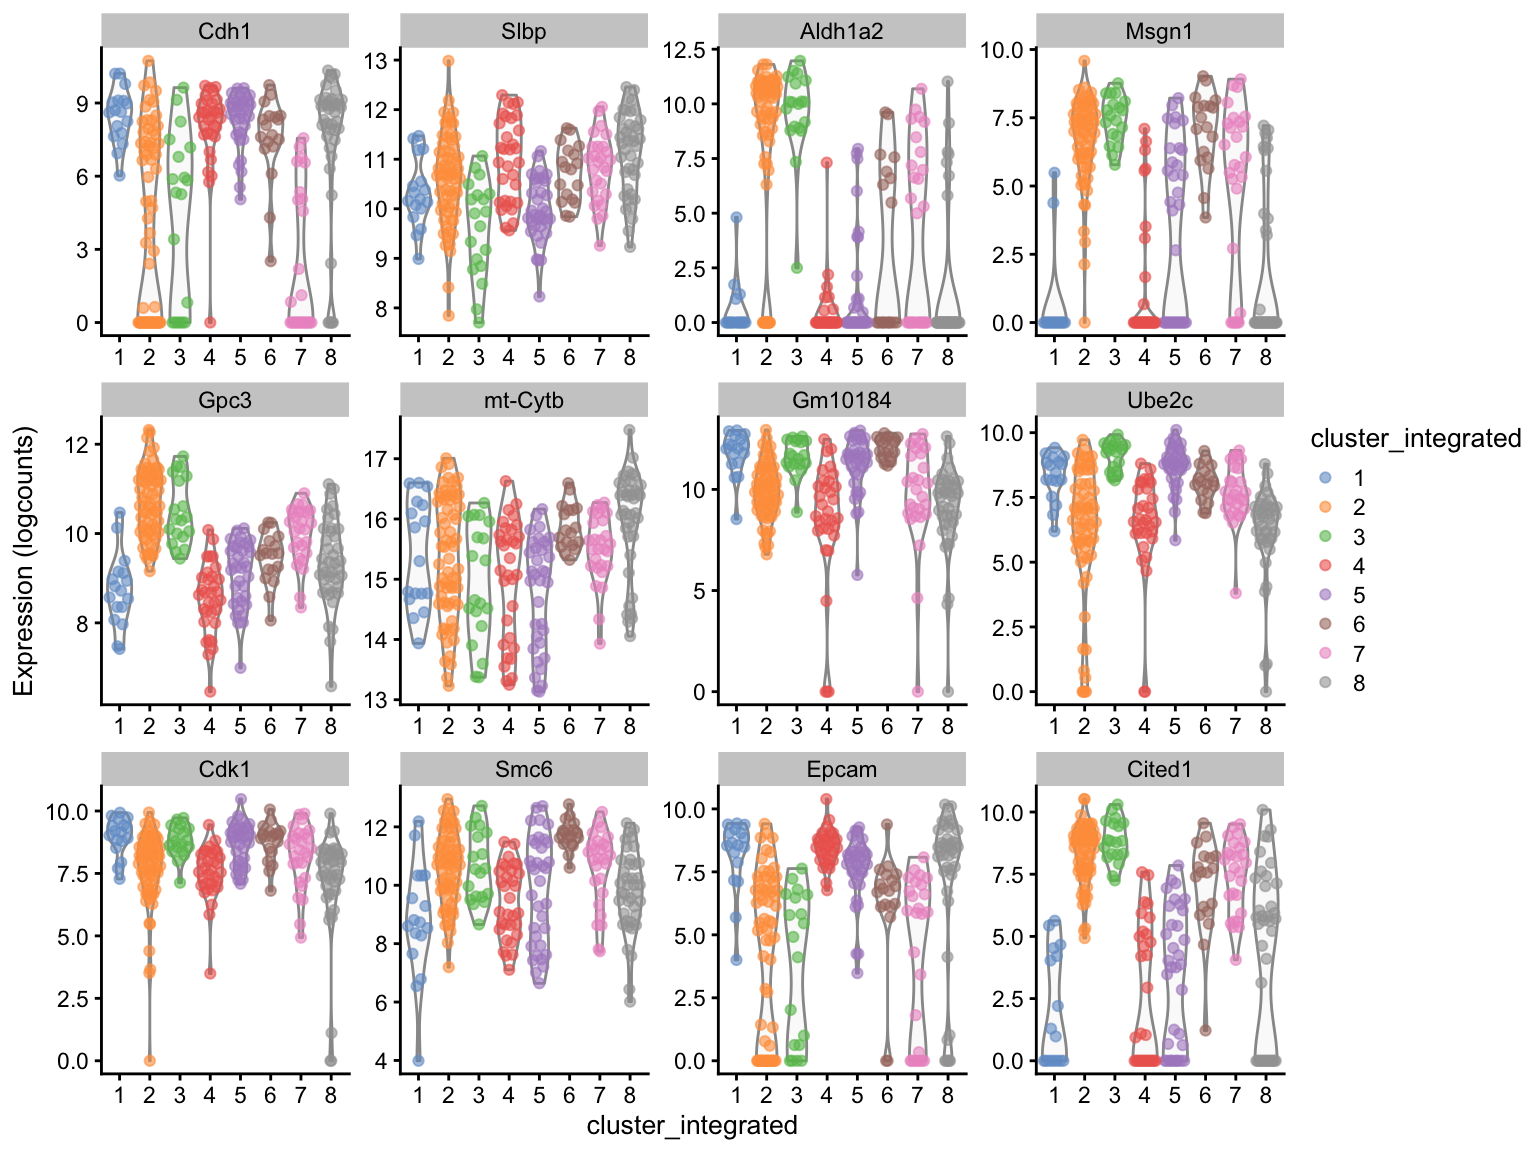 Cdh1 Slbp Aldh1a2 Msgn1
9 6 3 0
13 12 11 10 9 8
12.5 10.0 7.5 5.0 2.5 0.0
10.0 7.5 5.0 2.5 0.0
1 2 3 4 5 6 7 8 1 2 3 4 5 6 7 8 1 2 3 4 5 6 7 8 1 2 3 4 5 6 7 8
Gpc3 mt-Cytb Gm10184 Ube2c
12 10 8
17 16 15 14 13
10 5 0
10.0 7.5 5.0 2.5 0.0
1 2 3 4 5 6 7 8 1 2 3 4 5 6 7 8 1 2 3 4 5 6 7 8 1 2 3 4 5 6 7 8
Cdk1 Smc6 Epcam Cited1
10.0 7.5 5.0 2.5 0.0
12 10 8 6 4
10.0 7.5 5.0 2.5 0.0
10.0 7.5 5.0 2.5 0.0
1 2 3 4 5 6 7 8 1 2 3 4 5 6 7 8 1 2 3 4 5 6 7 8 1 2 3 4 5 6 7 8
Expression (logcounts)
cluster_integrated
cluster_integrated
1
2
3
4
5
6
7
8